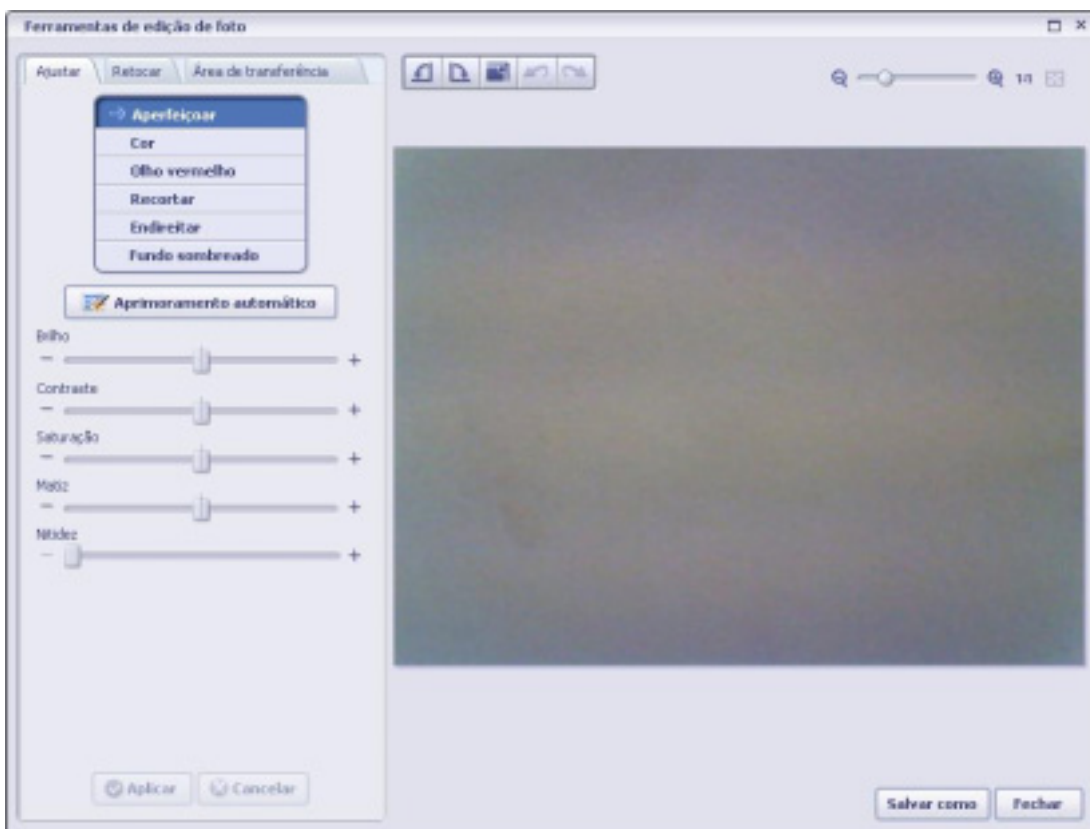 Ferramentas de edição de foto
Ajustar Retocar Área de transferência
1:1
Aperfeiçoar
Cor
Olho vermelho
Recortar
Endireitar
Fundo sombreado
Aprimoramento automático
Brilho
Contraste
Saturação
Matiz
Nitidez
Aplicar Cancelar
Salvar como Fechar